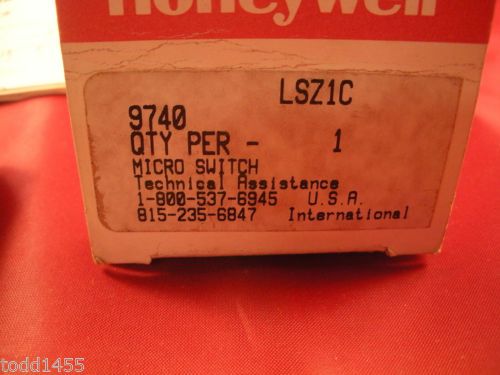 Honeywell
LSZ1C
9740
QTY PER - 1
MICRO SWITCH
Technical Assistance
1-800-537-6945 U.S.A.
815-235-6847 International
todd1455